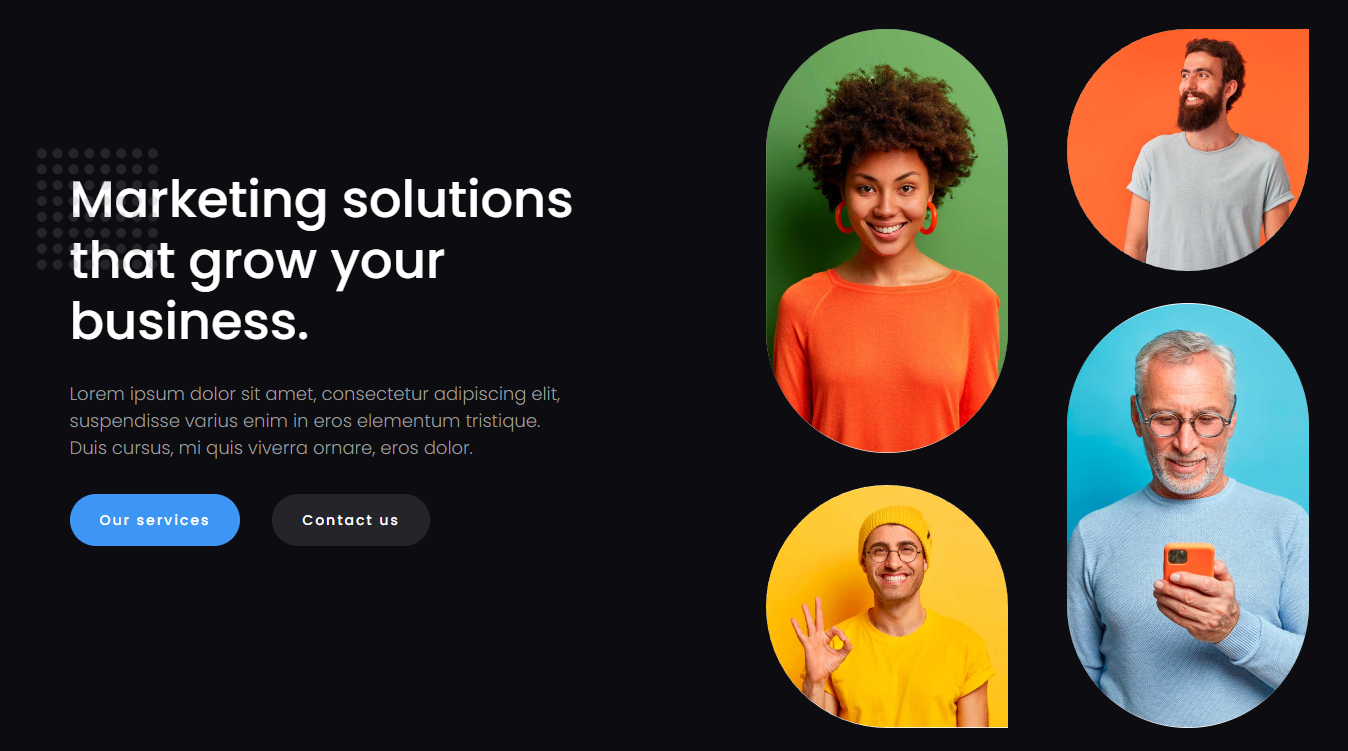 Marketing solutions
that grow your
business.
Lorem ipsum dolor sit amet, consectetur adipiscing elit,
suspendisse varius enim in eros elementum tristique.
Duis cursus, mi quis viverra ornare, eros dolor.
Our services
Contact us